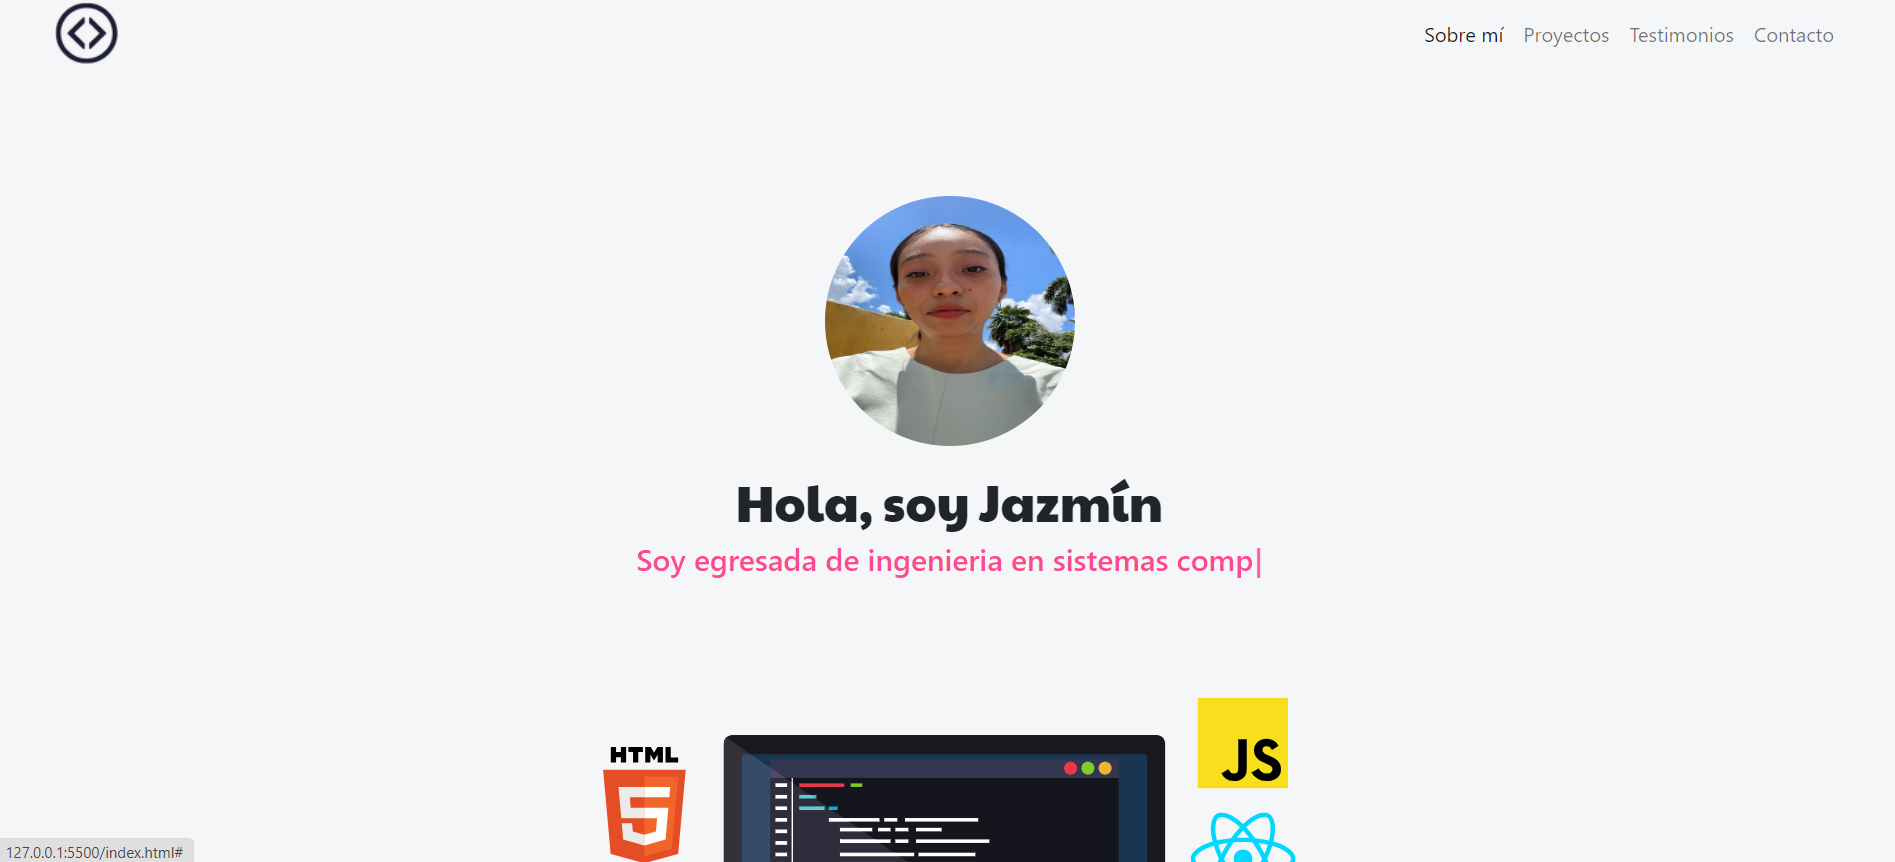 Sobre mí Proyectos Testimonios Contacto
Hola, soy Jazmín
Soy egresada de ingenieria en sistemas comp|
JS
HTML
5
127.0.0.1:5500/index.html#